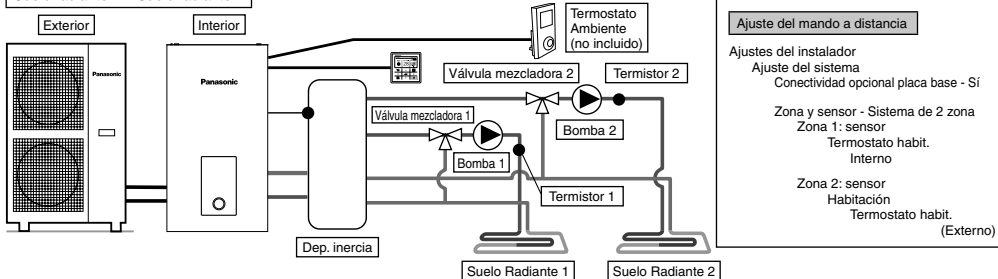 Exterior
Interior
Panasonic
Panasonic
Termostato
Ambiente
(no incluido)
Válvula mezcladora 2
Termistor 2
Válvula mezcladora 1
Bomba 2
Bomba 1
Termistor 1
Dep. inercia
Suelo Radiante 1
Suelo Radiante 2
Ajuste del mando a distancia
Ajustes del instalador
Ajuste del sistema
Conectividad opcional placa base - Sí
Zona y sensor - Sistema de 2 zona
Zona 1: sensor
Termostato habit.
Interno
Zona 2: sensor
Habitación
Termostato habit.
(Externo)